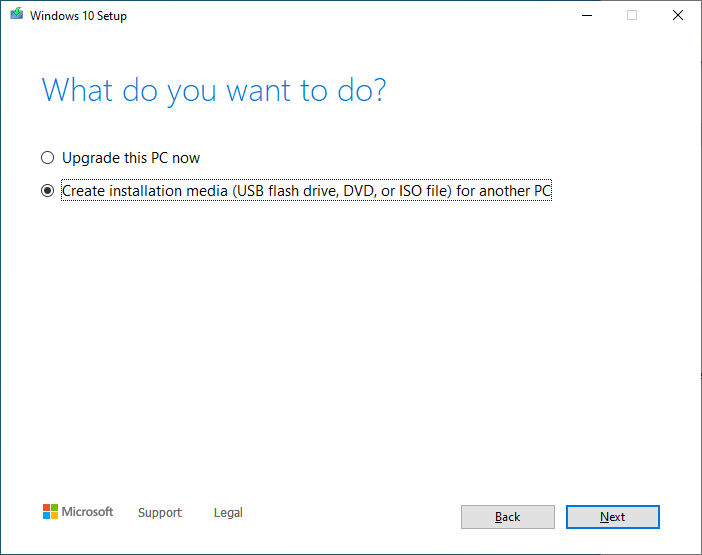 Windows 10 Setup
What do you want to do?
Upgrade this PC now
Create installation media (USB flash drive, DVD, or ISO file) for another PC
Microsoft Support Legal Back Next